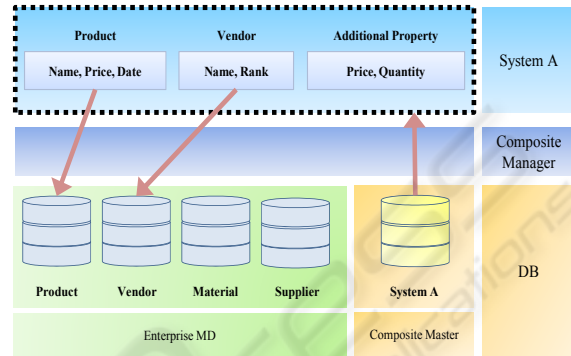 Product
Vendor
Additional Property
Name, Price, Date
Name, Rank
Price, Quantity
System A
Composite
Manager
Product
Vendor
Material
Supplier
System A
DB
Enterprise MD
Composite Master